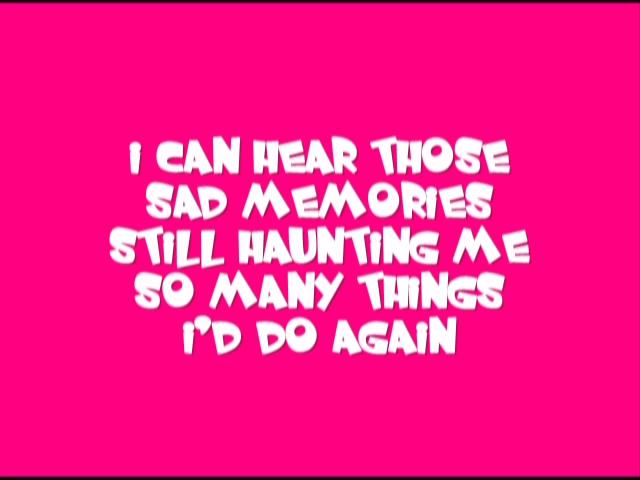 I CAN HEAR THOSE
SAD MEMORIES
STILL HAUNTING ME
SO MANY THINGS
I'D DO AGAIN